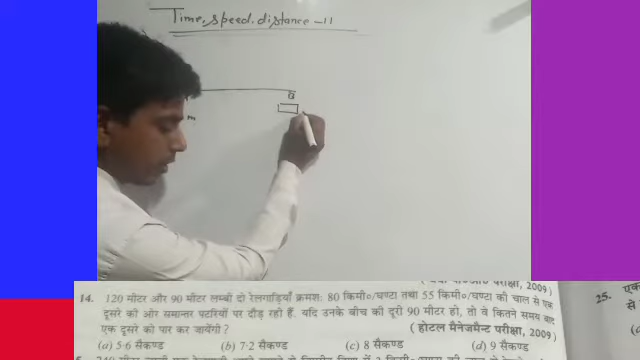 Time, speed, distance -11
B
m
परीक्षा, 2009)
14. 120 मीटर और 90 मीटर लम्बी दो रेलगाड़ियाँ क्रमशः 80 किमी०/घण्टा तथा 55 किमी०/घण्टा की चाल से एक
दूसरे की ओर समान्तर पटरियों पर दौड़ रही हैं. यदि उनके बीच की दूरी 90 मीटर हो, तो वे कितने समय बाद
एक दूसरे को पार कर जायेंगी ? ( होटल मैनेजमैन्ट परीक्षा, 2009)
(a) 5·6 सैकण्ड (b) 7·2 सैकण्ड (c) 8 सैकण्ड (d) 9 सैकण्ड
25.